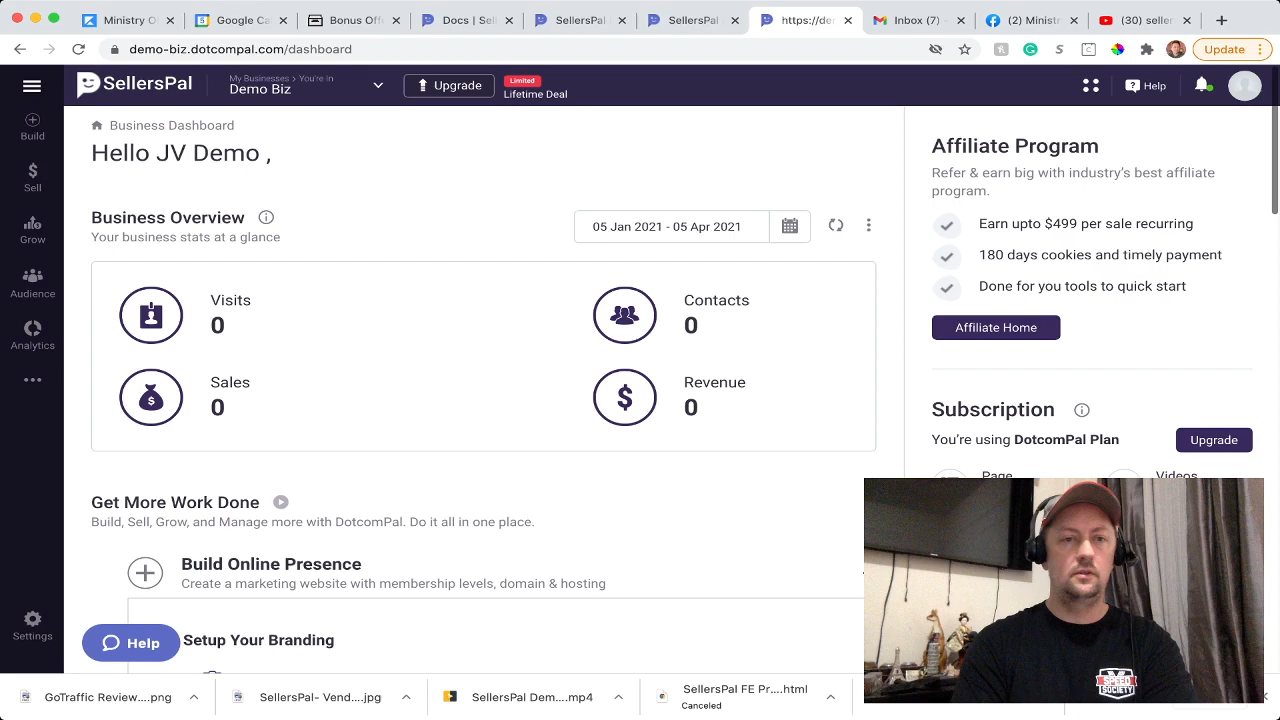 Ministry O
Google Ca
Bonus Off
Docs | Sell
SellersPal
SellersPal
https://de
Inbox (7)
(2) Ministr
(30) seller
demo-biz.dotcompal.com/dashboard
Update
SellersPal
My Businesses > You're In
Demo Biz
Upgrade
Limited
Lifetime Deal
Help
Build
Sell
Grow
Audience
Analytics
Settings
Business Dashboard
Hello JV Demo ,
Business Overview
Your business stats at a glance
05 Jan 2021 - 05 Apr 2021
Visits
0
Contacts
0
Sales
0
Revenue
0
Get More Work Done
Build, Sell, Grow, and Manage more with DotcomPal. Do it all in one place.
Build Online Presence
Create a marketing website with membership levels, domain & hosting
Setup Your Branding
Help
Affiliate Program
Refer & earn big with industry's best affiliate
program.
Earn upto $499 per sale recurring
180 days cookies and timely payment
Done for you tools to quick start
Affiliate Home
Subscription
You're using DotcomPal Plan
Upgrade
Page
Videos
SPEED
SOCIETY
GoTraffic Review....png
SellersPal- Vend....jpg
SellersPal Dem....mp4
SellersPal FE Pr....html
Canceled